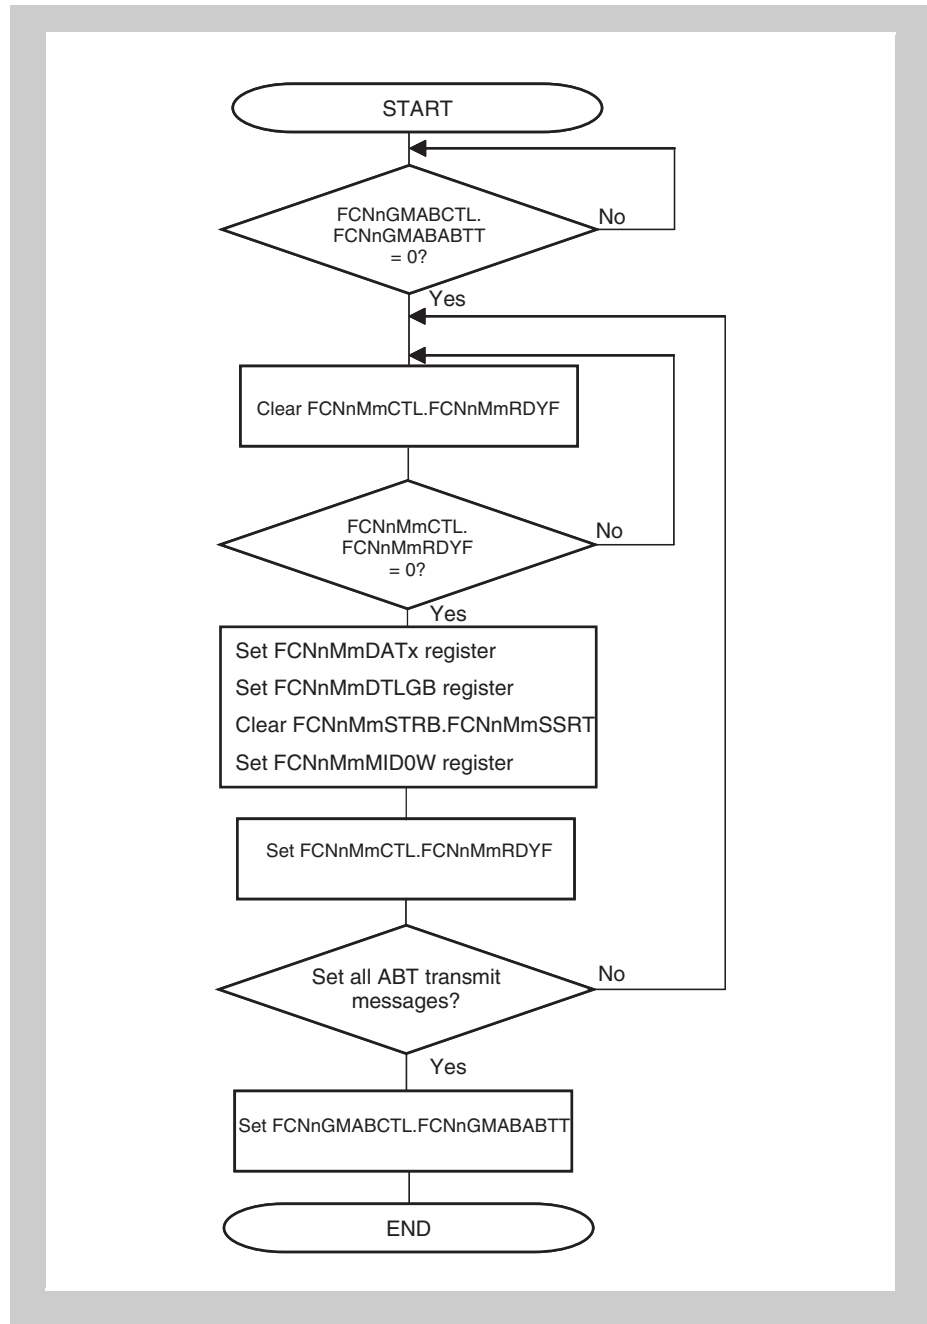 START
FCNnGMABCTL.
FCNnGMABABTT
= 0?
No
Yes
Clear FCNnMmCTL.FCNnMmRDYF
FCNnMmCTL.
FCNnMmRDYF
= 0?
No
Yes
Set FCNnMmDATx register
Set FCNnMmDTLGB register
Clear FCNnMmSTRB.FCNnMmSSRT
Set FCNnMmMID0W register
Set FCNnMmCTL.FCNnMmRDYF
Set all ABT transmit
messages?
No
Yes
Set FCNnGMABCTL.FCNnGMABABTT
END